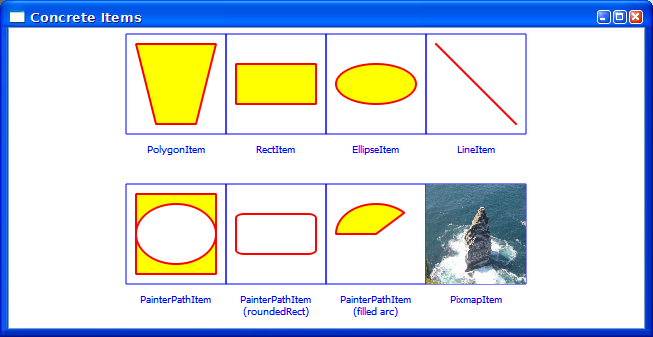 Concrete Items
PolygonItem
RectItem
EllipseItem
LineItem
PainterPathItem
PainterPathItem
(roundedRect)
PainterPathItem
(filled arc)
PixmapItem